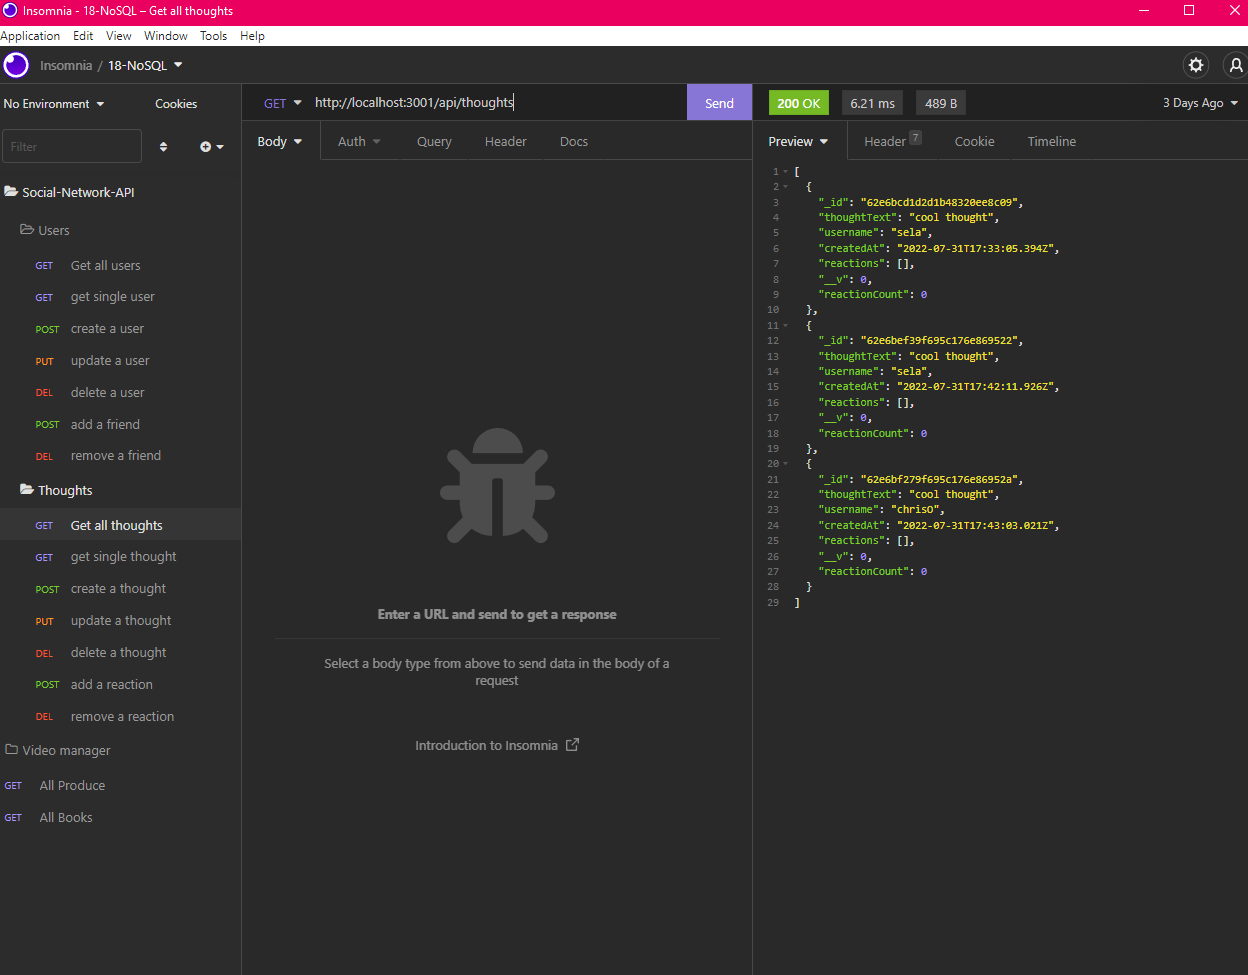 Insomnia - 18-NoSQL – Get all thoughts
Application Edit View Window Tools Help
Insomnia / 18-NoSQL
No Environment Cookies
Filter
Social-Network-API
Users
GET Get all users
GET get single user
POST create a user
PUT update a user
DEL delete a user
POST add a friend
DEL remove a friend
Thoughts
GET Get all thoughts
GET get single thought
POST create a thought
PUT update a thought
DEL delete a thought
POST add a reaction
DEL remove a reaction
Video manager
GET All Produce
GET All Books
GET http://localhost:3001/api/thoughts Send
Body Auth Query Header Docs
Enter a URL and send to get a response
Select a body type from above to send data in the body of a
request
Introduction to Insomnia
200 OK 6.21 ms 489 B 3 Days Ago
Preview Header 7 Cookie Timeline
1 [
2 {
3 "_id": "62e6bcd1d2d1b48320ee8c09",
4 "thoughtText": "cool thought",
5 "username": "sela",
6 "createdAt": "2022-07-31T17:33:05.394Z",
7 "reactions": [],
8 "__v": 0,
9 "reactionCount": 0
10 },
11 {
12 "_id": "62e6bef39f695c176e869522",
13 "thoughtText": "cool thought",
14 "username": "sela",
15 "createdAt": "2022-07-31T17:42:11.926Z",
16 "reactions": [],
17 "__v": 0,
18 "reactionCount": 0
19 },
20 {
21 "_id": "62e6bf279f695c176e86952a",
22 "thoughtText": "cool thought",
23 "username": "chrisO",
24 "createdAt": "2022-07-31T17:43:03.021Z",
25 "reactions": [],
26 "__v": 0,
27 "reactionCount": 0
28 }
29 ]